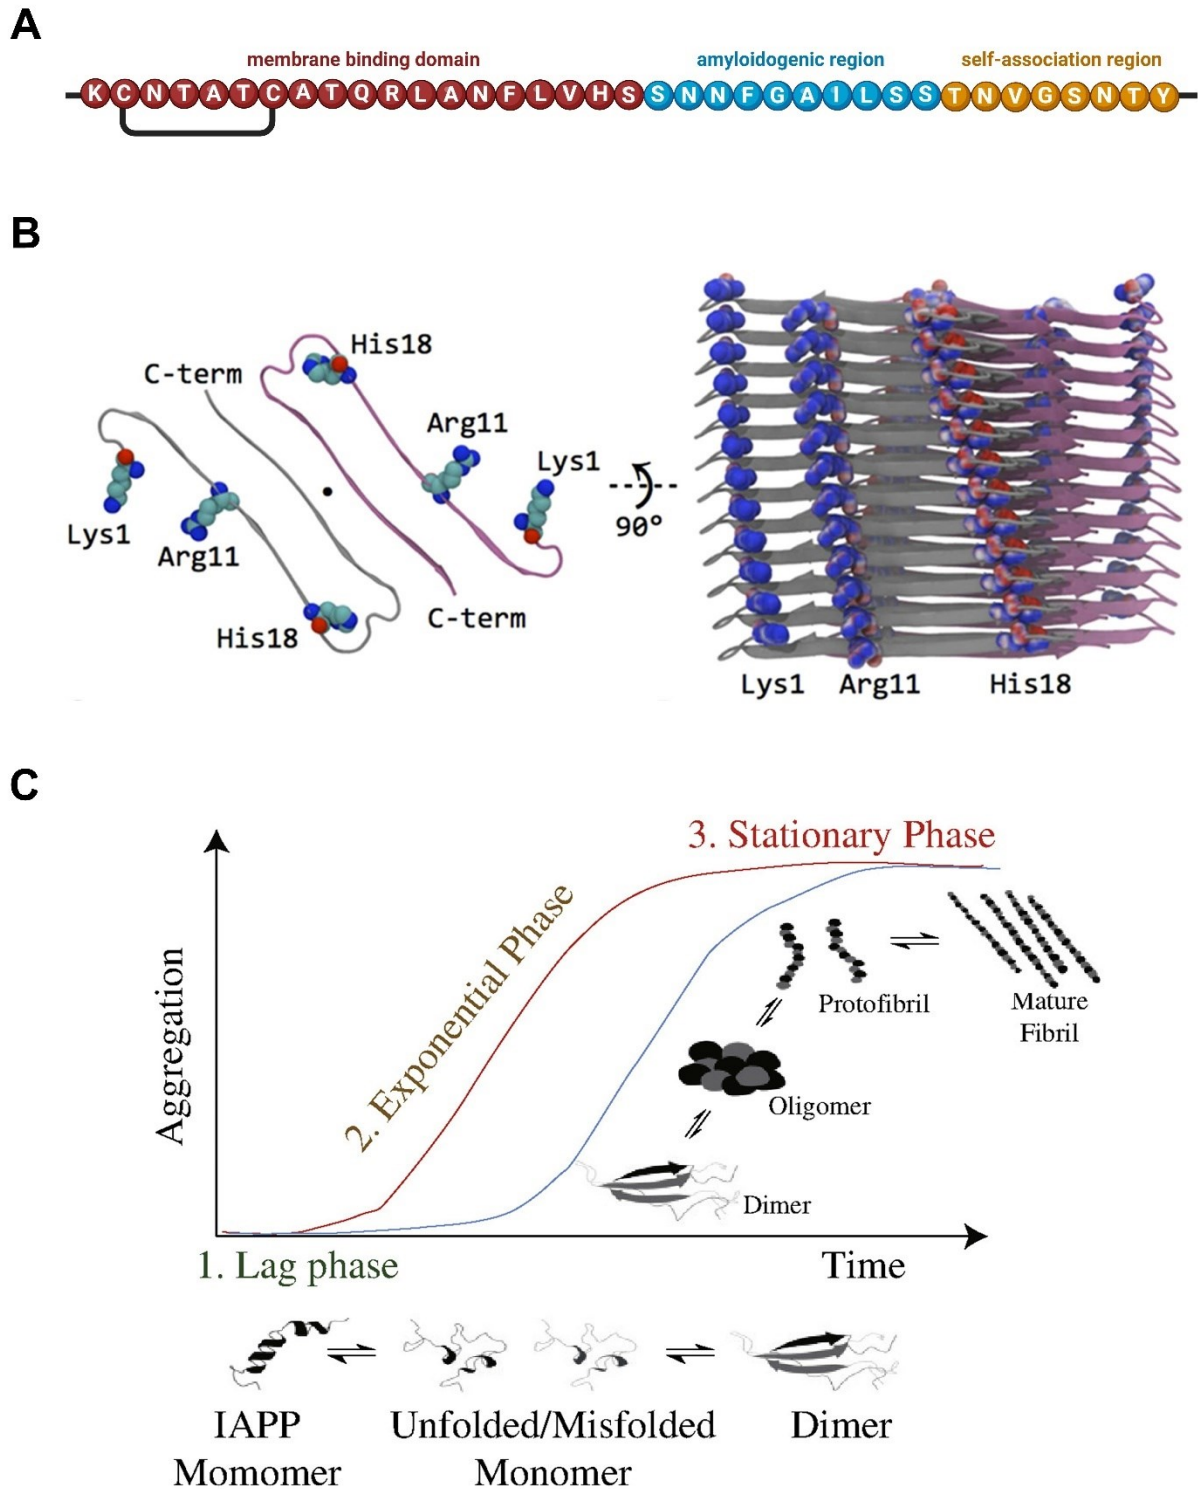 A
membrane binding domain
amyloidogenic region
self-association region
K C N T A T C A T Q R L A N F L V H S S N N F G A I L S S T N V G S N T Y
B
His18
C-term
Arg11
Lys1
Lys1
Arg11
90°
His18
C-term
Lys1
Arg11
His18
C
3. Stationary Phase
2. Exponential Phase
Aggregation
Protofibril
Mature
Fibril
Oligomer
Dimer
1. Lag phase
Time
IAPP
Momomer
Unfolded/Misfolded
Monomer
Dimer